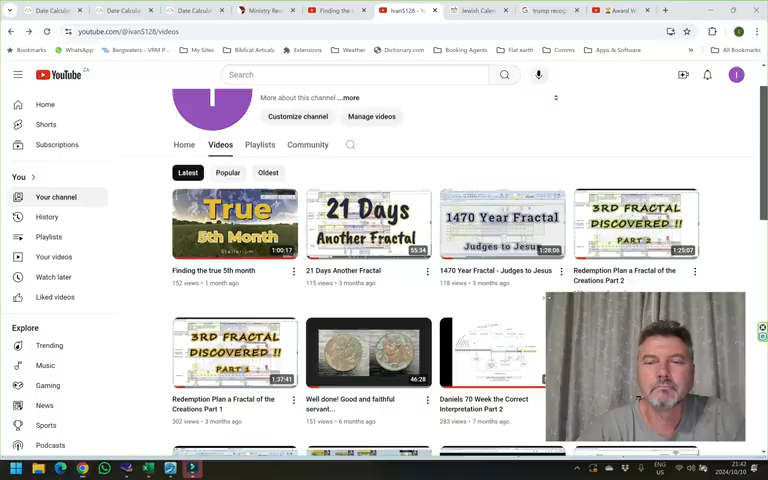 Date Calculat
Date Calculat
Date Calculat
Ministry Reve
Finding the t
IvanS128 - Yo
Jewish Calen
trump recog
Award Vo
youtube.com/@ivanS128/videos
Bookmarks
WhatsApp
Bergwaters - VRM P...
My Sites
Biblical Articals
Extensions
Weather
Dictionary.com
Booking Agents
Flat earth
Comms
Apps & Software
All Bookmarks
YouTube ZA
Search
I
Home
Shorts
Subscriptions
You
Your channel
History
Playlists
Your videos
Watch later
Liked videos
Explore
Trending
Music
Gaming
News
Sports
Podcasts
More about this channel ...more
Customize channel
Manage videos
Home
Videos
Playlists
Community
Latest
Popular
Oldest
True
5th Month
Stellarium
1:00:17
Finding the true 5th month
152 views • 1 month ago
21 Days
Another Fractal
55:34
21 Days Another Fractal
115 views • 3 months ago
1470 Year Fractal
Judges to Jesus
1:28:06
1470 Year Fractal - Judges to Jesus
118 views • 3 months ago
3RD FRACTAL
DISCOVERED !!
PART 2
1:25:07
Redemption Plan a Fractal of the
Creations Part 2
3RD FRACTAL
DISCOVERED !!
PART 1
1:37:41
Redemption Plan a Fractal of the
Creations Part 1
302 views • 3 months ago
46:28
Well done! Good and faithful
servant...
151 views • 6 months ago
Daniels 70 Week the Correct
Interpretation Part 2
283 views • 7 months ago
ENG
US
21:42
2024/10/10